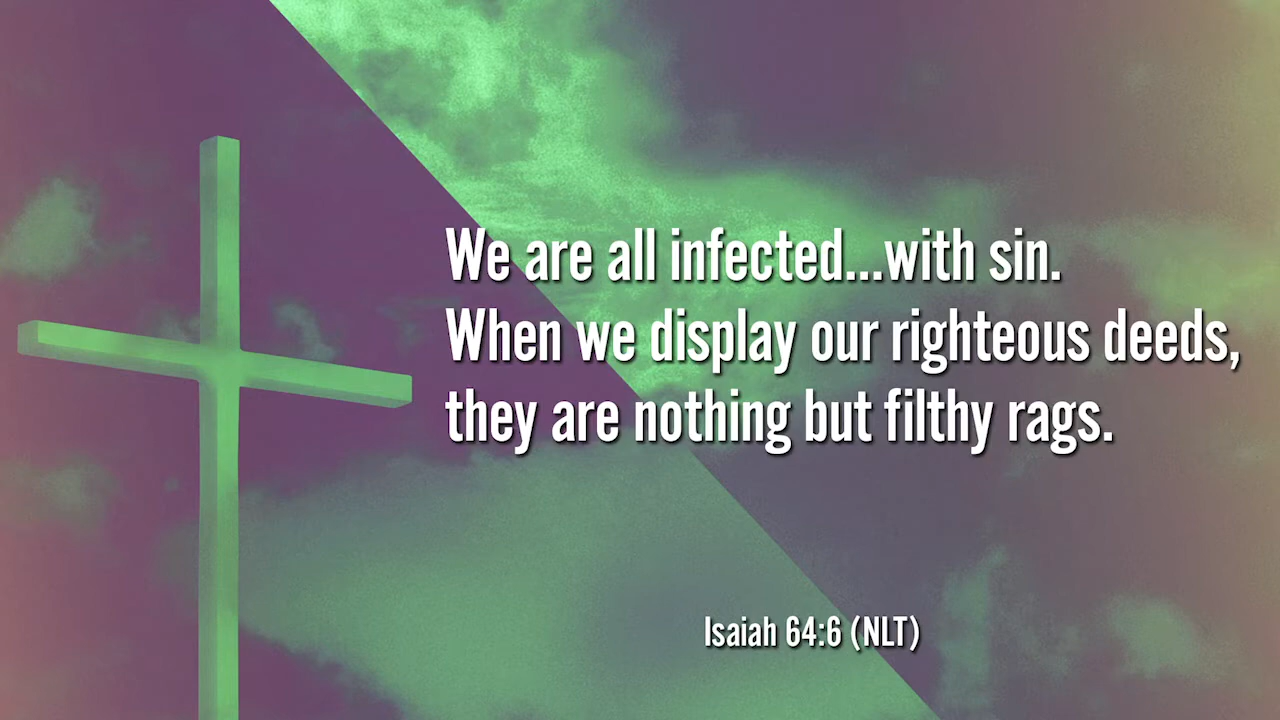 We are all infected...with sin.
When we display our righteous deeds,
they are nothing but filthy rags.
Isaiah 64:6 (NLT)